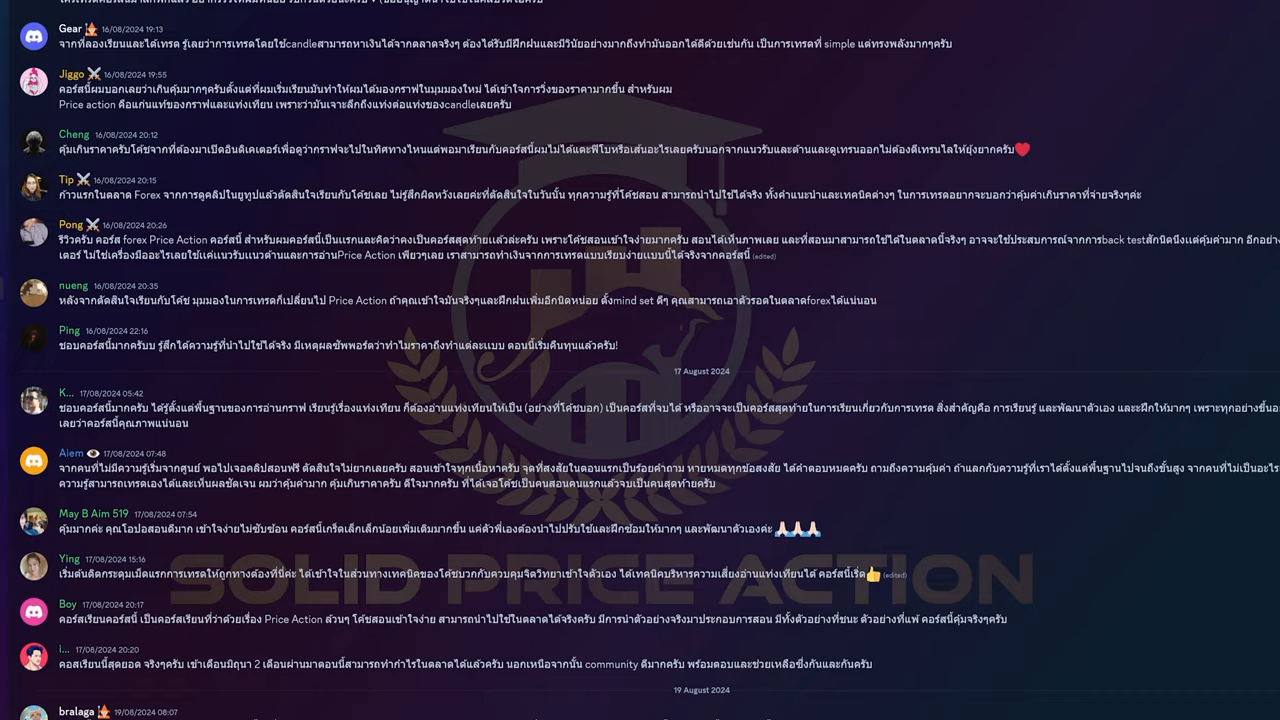 Gear 16/08/2024 19:13
จากที่ลองเรียนและได้เทรด รู้เลยว่าการเทรดโดยใช้candleสามารถหาเงินได้จากตลาดจริงๆ ต้องได้รับมีฝึกฝนและมีวินัยอย่างมากถึงทำมันออกได้ดีด้วยเช่นกัน เป็นการเทรดที่ simple แต่ทรงพลังมากๆครับ
Jiggo 16/08/2024 19:55
คอร์สนี้ผมบอกเลยว่าเกินคุ้มมากๆครับตั้งแต่ที่ผมเริ่มเรียนมันทำให้ผมได้มองกราฟในมุมมองใหม่ ได้เข้าใจการวิ่งของราคามากขึ้น สำหรับผม
Price action คือแก่นแท้ของกราฟและแท่งเทียน เพราะว่ามันเจาะลึกถึงแท่งต่อแท่งของcandleเลยครับ
Cheng 16/08/2024 20:12
คุ้มเกินราคาครับโค้ชจากที่ต้องมาเปิดอินดิเคเตอร์เพื่อดูว่ากราฟจะไปในทิศทางไหนแต่พอมาเรียนกับคอร์สนี้ผมไม่ได้แตะฟีโบหรือเส้นอะไรเลยครับนอกจากแนวรับและต้านและดูเทรนออกไม่ต้องตีเทรนไลให้ยุ่งยากครับ❤️
Tip 16/08/2024 20:15
ก้าวแรกในตลาด Forex จากการดูคลิปในยูทูปแล้วตัดสินใจเรียนกับโค้ชเลย ไม่รู้สึกผิดหวังเลยค่ะที่ตัดสินใจในวันนั้น ทุกความรู้ที่โค้ชสอน สามารถนำไปใช้ได้จริง ทั้งคำแนะนำและเทคนิคต่างๆ ในการเทรดอยากจะบอกว่าคุ้มค่าเกินราคาที่จ่ายจริงๆค่ะ
Pong 16/08/2024 20:26
รีวิวครับ คอร์ส forex Price Action คอร์สนี้ สำหรับผมคอร์สนี้เป็นแรกและคิดว่าคงเป็นคอร์สสุดท้ายแล้วล่ะครับ เพราะโค้ชสอนเข้าใจง่ายมากครับ สอนได้เห็นภาพเลย และที่สอนมาสามารถใช้ได้ในตลาดนี้จริงๆ อาจจะใช้ประสบการณ์จากการback testสักนิดนึงแต่คุ้มค่ามาก อีกอย่าง
เตอร์ ไม่ใช่เครื่องมืออะไรเลยใช้แค่แนวรับแนวต้านและการอ่านPrice Action เพียวๆเลย เราสามารถทำเงินจากการเทรดแบบเรียบง่ายแบบนี้ได้จริงจากคอร์สนี้ (edited)
nueng 16/08/2024 20:35
หลังจากตัดสินใจเรียนกับโค้ช มุมมองในการเทรดก็เปลี่ยนไป Price Action ถ้าคุณเข้าใจมันจริงๆและฝึกฝนเพิ่มอีกนิดหน่อย ตั้งmind set ดีๆ คุณสามารถเอาตัวรอดในตลาดforexได้แน่นอน
Ping 16/08/2024 22:16
ชอบคอร์สนี้มากครับบ รู้สึกได้ความรู้ที่นำไปใช้ได้จริง มีเหตุผลซัพพอร์ตว่าทำไมราคาถึงทำแต่ละแบบ ตอนนี้เริ่มคืนทุนแล้วครับ!
17 August 2024
K... 17/08/2024 05:42
ชอบคอร์สนี้มากครับ ได้รู้ตั้งแต่พื้นฐานของการอ่านกราฟ เรียนรู้เรื่องแท่งเทียน ก็ต้องอ่านแท่งเทียนให้เป็น (อย่างที่โค้ชบอก) เป็นคอร์สที่จบได้ หรืออาจจะเป็นคอร์สสุดท้ายในการเรียนเกี่ยวกับการเทรด สิ่งสำคัญคือ การเรียนรู้ และพัฒนาตัวเอง และฝึกให้มากๆ เพราะทุกอย่างขึ้น
เลยว่าคอร์สนี้คุณภาพแน่นอน
Aiem 17/08/2024 07:48
จากคนที่ไม่มีความรู้เริ่มจากศูนย์ พอไปเจอคลิปสอนฟรี ตัดสินใจไม่ยากเลยครับ สอนเข้าใจทุกเนื้อหาครับ จุดที่สงสัยในตอนแรกเป็นร้อยคำถาม หายหมดทุกข้อสงสัย ได้คำตอบหมดครับ ถามถึงความคุ้มค่า ถ้าแลกกับความรู้ที่เราได้ตั้งแต่พื้นฐานไปจนถึงขั้นสูง จากคนที่ไม่เป็นอะไร
ความรู้สามารถเทรดเองได้และเห็นผลชัดเจน ผมว่าคุ้มค่ามาก คุ้มเกินราคาครับ ดีใจมากครับ ที่ได้เจอโค้ชเป็นคนสอนคนแรกแล้วจบเป็นคนสุดท้ายครับ
May B Aim 519 17/08/2024 07:54
คุ้มมากค่ะ คุณโอปอสอนดีมาก เข้าใจง่ายไม่ซับซ้อน คอร์สนี้เกร็ดเล็กเล็กน้อยเพิ่มเติมมากขึ้น แค่ตัวพี่เองต้องนำไปปรับใช้และฝึกซ้อมให้มากๆ และพัฒนาตัวเองค่ะ 🙏🏻🙏🏻🙏🏻
Ying 17/08/2024 15:16
เริ่มต้นติดกระดุมเม็ดแรกการเทรดให้ถูกทางต้องที่นี่ค่ะ ได้เข้าใจในส่วนทางเทคนิคของโค้ชบวกกับควบคุมจิตวิทยาเข้าใจตัวเอง ได้เทคนิคบริหารความเสี่ยงอ่านแท่งเทียนได้ คอร์สนี้เริ่ด👍 (edited)
Boy 17/08/2024 20:17
คอร์สเรียนคอร์สนี้ เป็นคอร์สเรียนที่ว่าด้วยเรื่อง Price Action ล้วนๆ โค้ชสอนเข้าใจง่าย สามารถนำไปใช้ในตลาดได้จริงครับ มีการนำตัวอย่างจริงมาประกอบการสอน มีทั้งตัวอย่างที่ชนะ ตัวอย่างที่แพ้ คอร์สนี้คุ้มจริงๆครับ
i... 17/08/2024 20:20
คอสเรียนนี้สุดยอด จริงๆครับ เข้าเดือนมิถุนา 2 เดือนผ่านมาตอนนี้สามารถทำกำไรในตลาดได้แล้วครับ นอกเหนือจากนั้น community ดีมากครับ พร้อมตอบและช่วยเหลือซึ่งกันและกันครับ
19 August 2024
bralaga 19/08/2024 08:07
SOLID PRICE ACTION